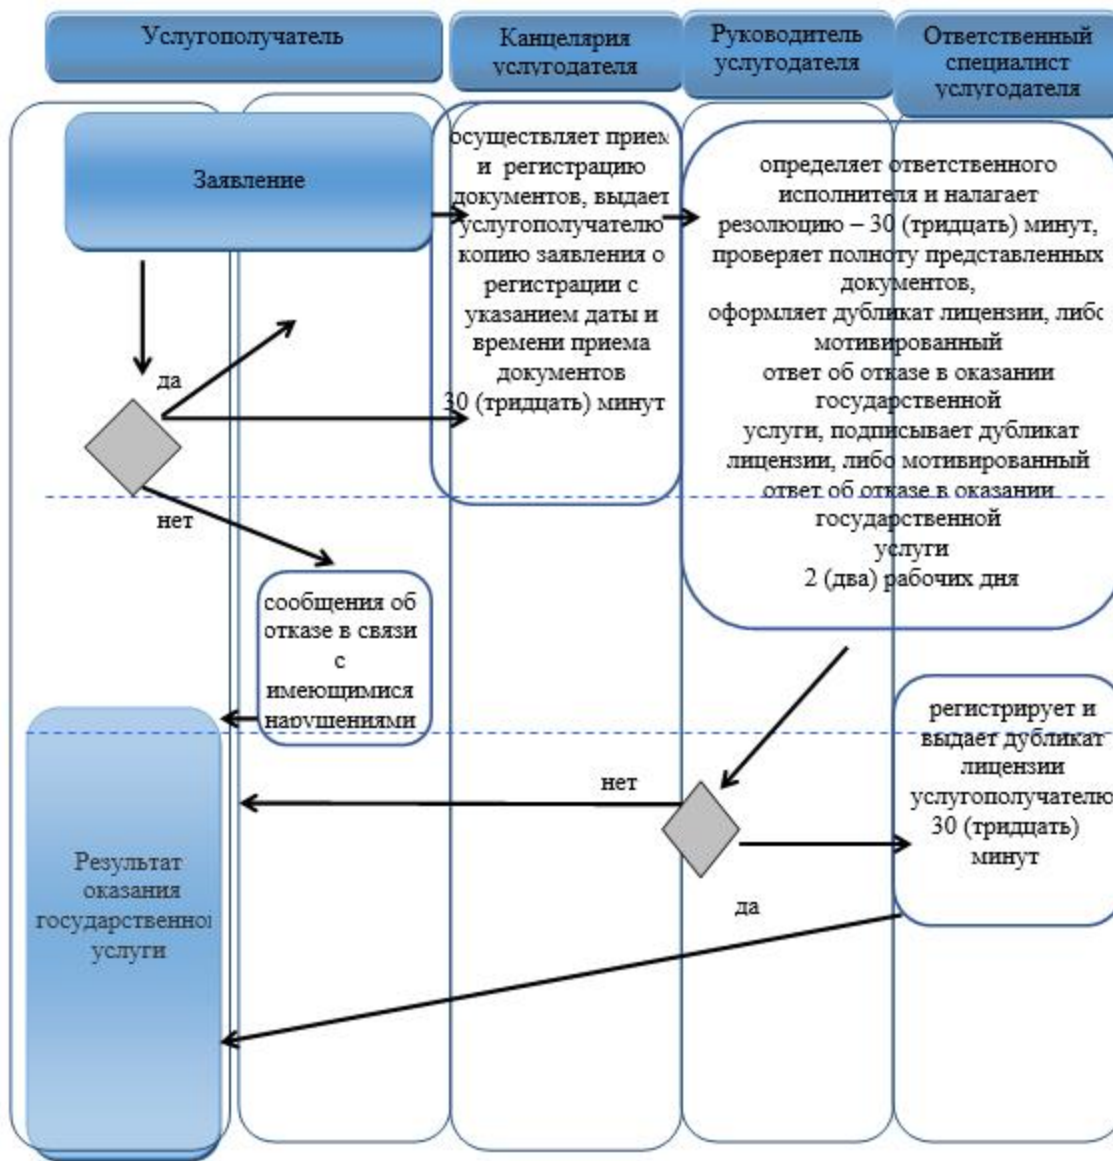 Услугополучатель
Канцелярия
услугодателя
Руководитель
услугодателя
Ответственный
специалист
услугодателя
Заявление
осуществляет прием
и регистрацию
документов, выдает
услугополучателю
копию заявления о
регистрации с
указанием даты и
времени приема
документов
30 (тридцать) минут
определяет ответственного
исполнителя и налагает
резолюцию – 30 (тридцать) минут,
проверяет полноту представленных
документов,
оформляет дубликат лицензии, либо
мотивированный
ответ об отказе в оказании
государственной
услуги, подписывает дубликат
лицензии, либо мотивированный
ответ об отказе в оказании
государственной
услуги
2 (два) рабочих дня
да
нет
сообщения об
отказе в связи
с
имеющимися
нарушениями
регистрирует и
выдает дубликат
лицензии
услугополучателю
30 (тридцать)
минут
нет
да
Результат
оказания
государственной
услуги